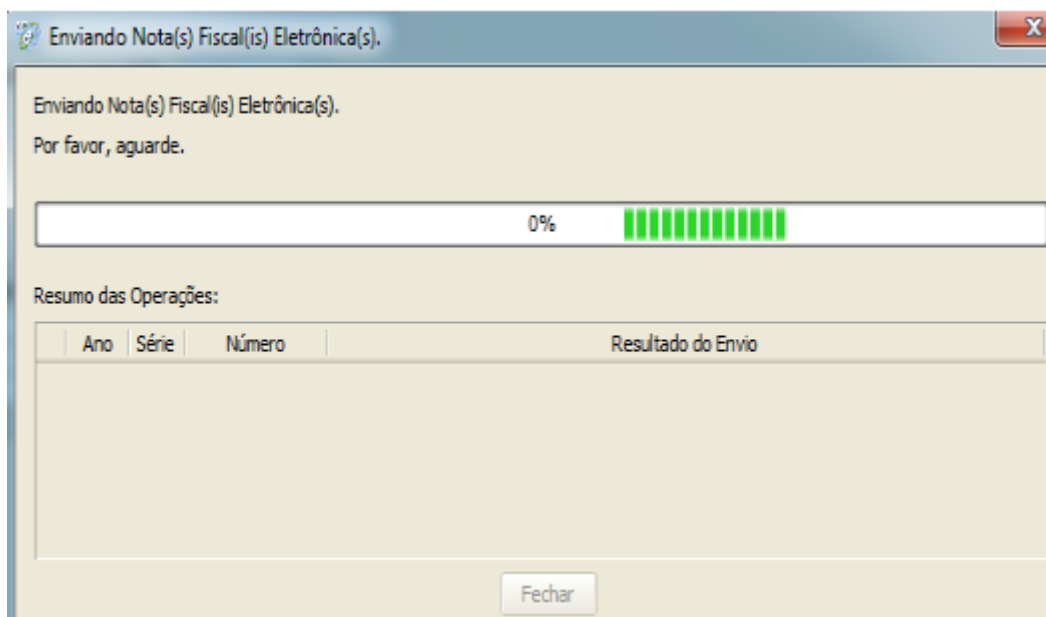 Enviando Nota(s) Fiscal(is) Eletrônica(s).
Enviando Nota(s) Fiscal(is) Eletrônica(s).
Por favor, aguarde.
0%
Resumo das Operações:
Ano Série Número Resultado do Envio
Fechar